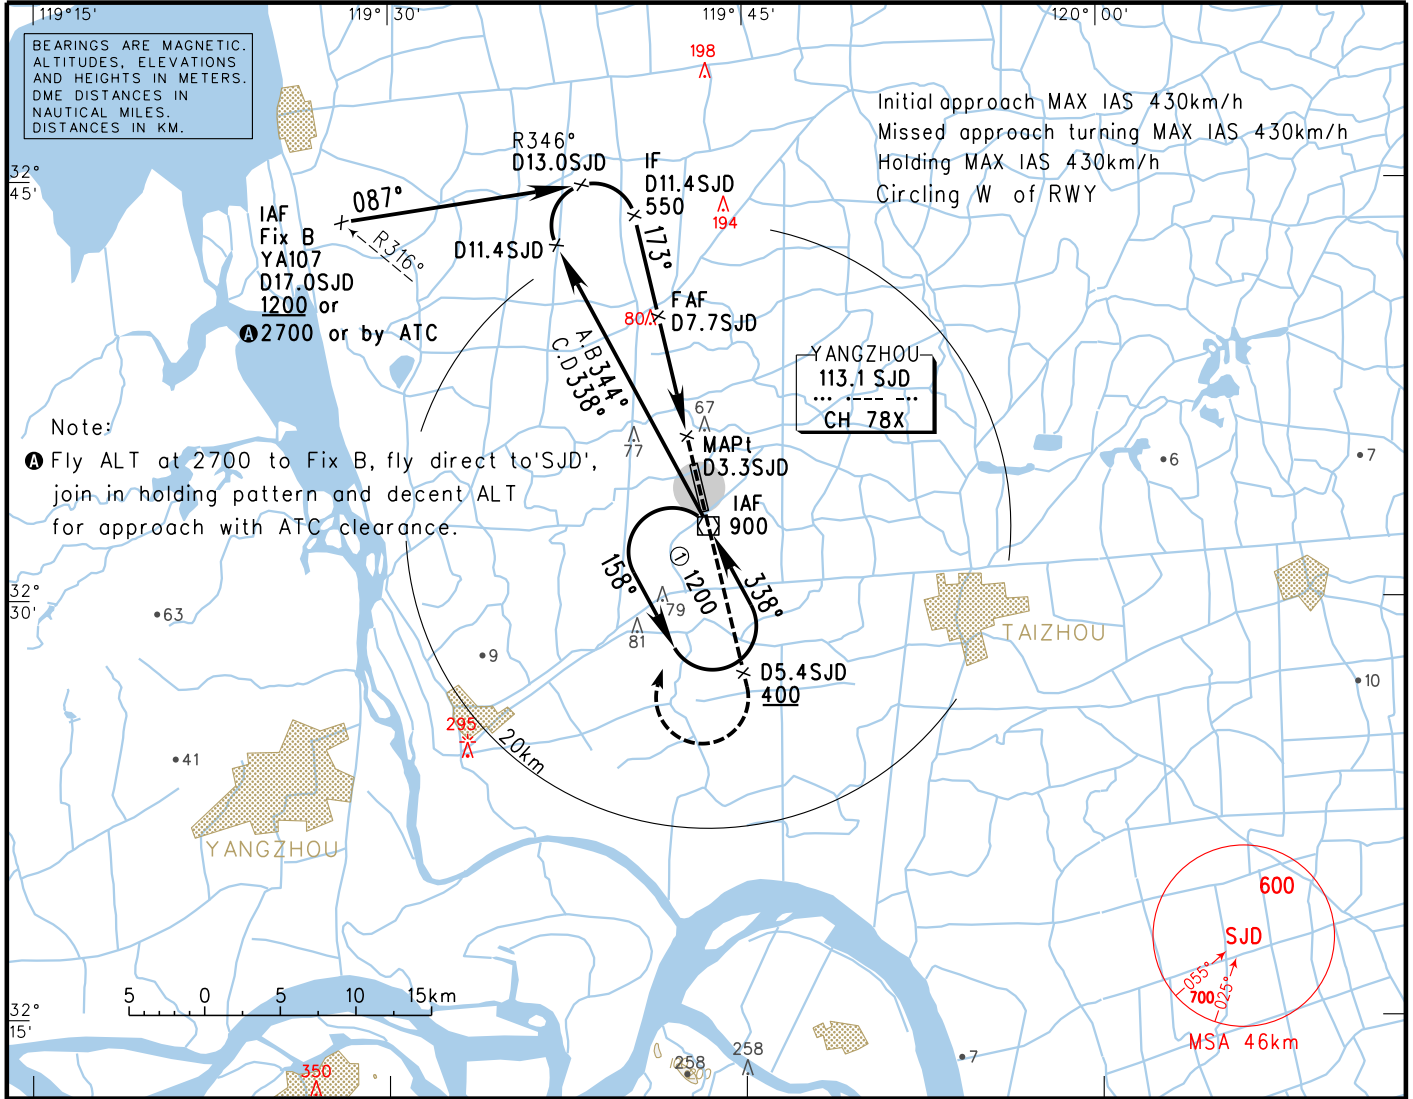 119°15'
119°30'
119°45'
120°00'
BEARINGS ARE MAGNETIC.
ALTITUDES, ELEVATIONS
AND HEIGHTS IN METERS.
DME DISTANCES IN
NAUTICAL MILES.
DISTANCES IN KM.
198
Initial approach MAX IAS 430km/h
Missed approach turning MAX IAS 430km/h
Holding MAX IAS 430km/h
Circling W of RWY
R346°
D13.0SJD
IF
D11.4SJD
550
194
32°
45'
087°
IAF
Fix B
YA107
D17.0SJD
1200 or
A 2700 or by ATC
R316°
D11.4SJD
173°
FAF
D7.7SJD
80
A.B344°
C.D338°
YANGZHOU
113.1 SJD
... .--- -..
CH 78X
67
77
Note:
A Fly ALT at 2700 to Fix B, fly direct to'SJD',
join in holding pattern and decent ALT
for approach with ATC clearance.
MAPt
D3.3SJD
IAF
900
6
7
158°
① 1200
338°
79
81
32°
30'
63
9
TAIZHOU
D5.4SJD
400
10
295
20km
41
YANGZHOU
600
SJD
055°
025°
700
MSA 46km
5 0 5 10 15km
32°
15'
350
258
258
7